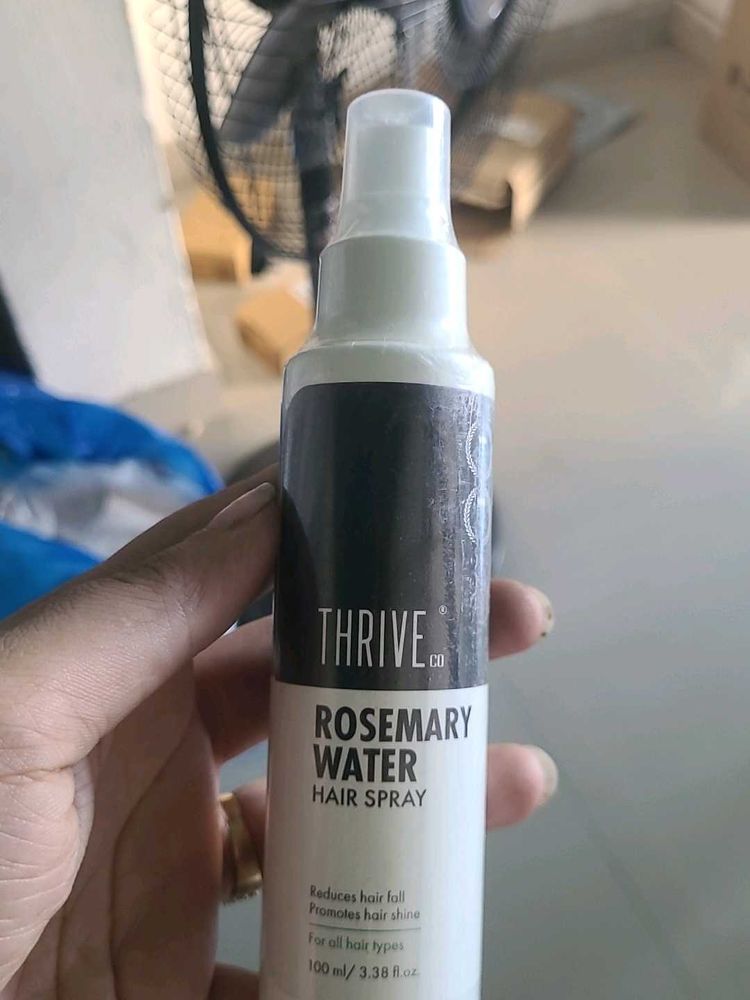 THRIVE CO ®
ROSEMARY
WATER
HAIR SPRAY
Reduces hair fall
Promotes hair shine
For all hair types
100 ml/ 3.38 fl.oz.